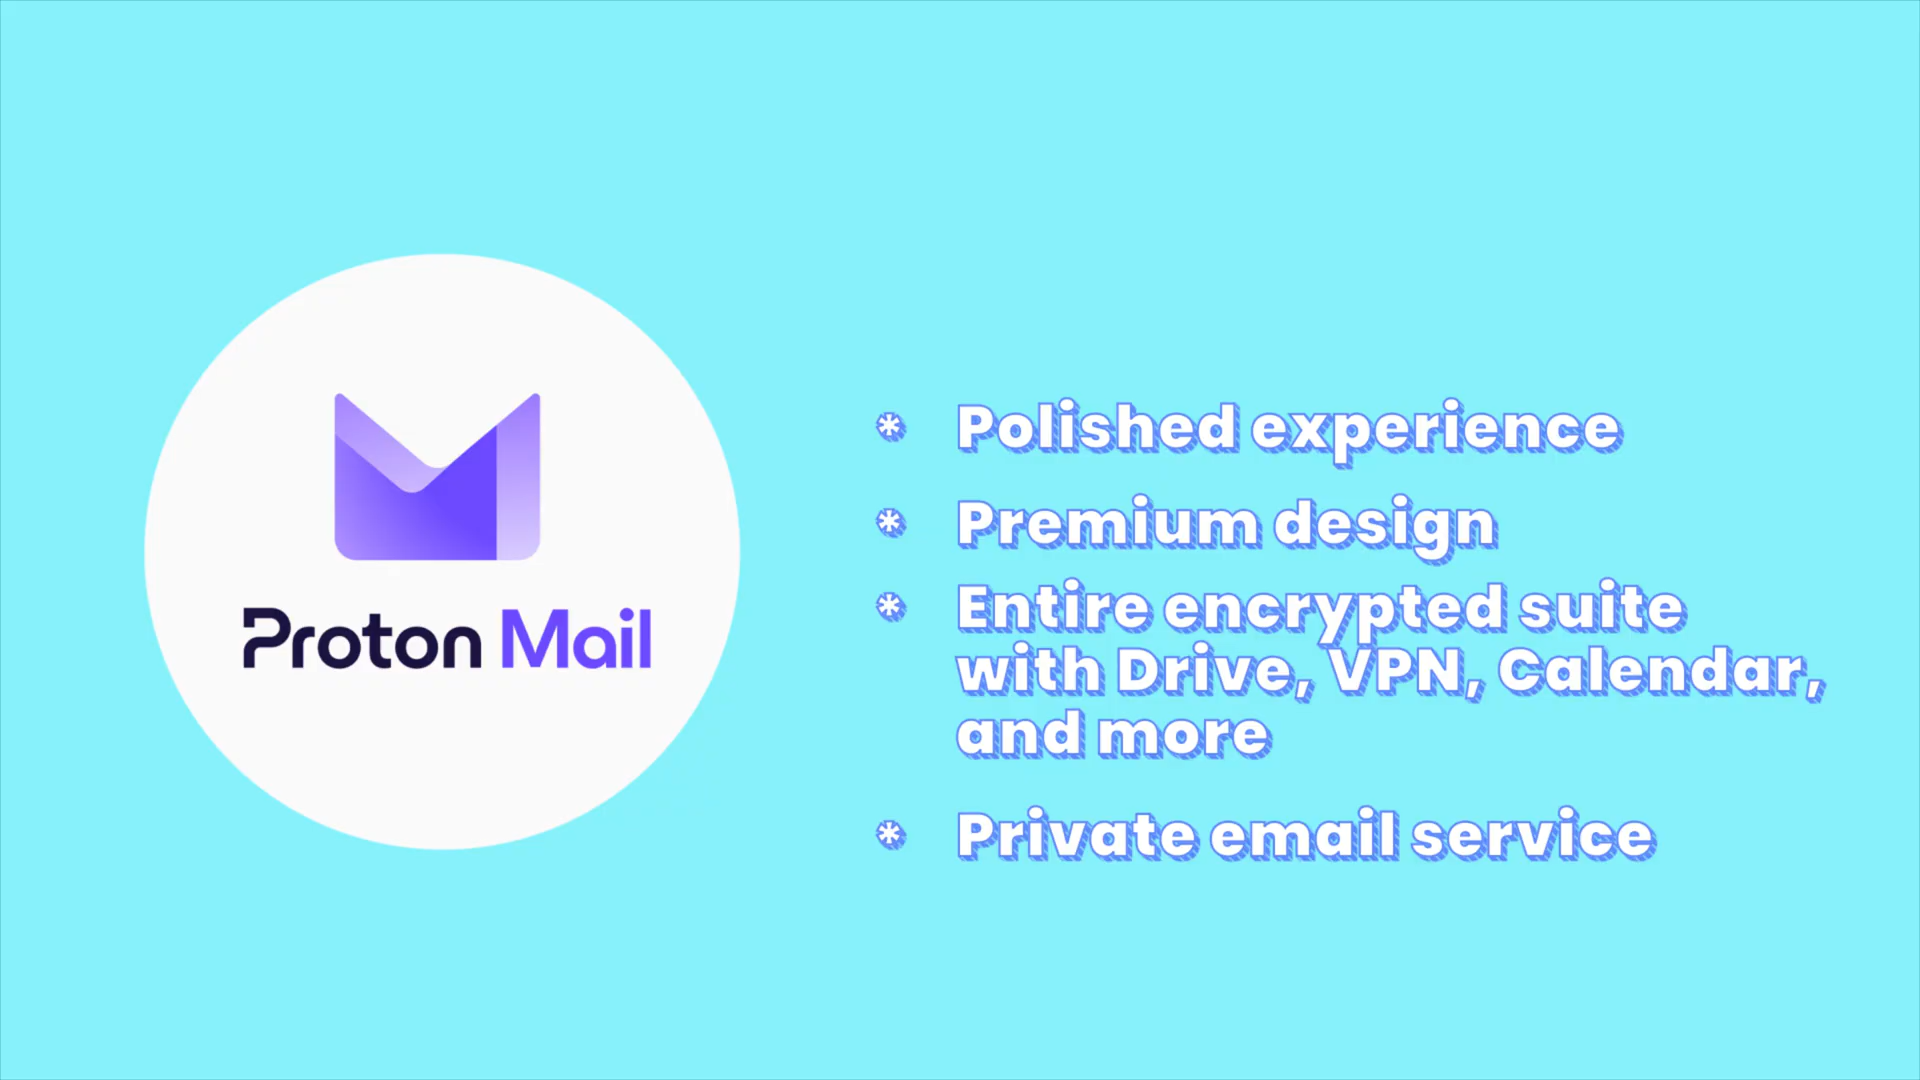 Proton Mail
* Polished experience
* Premium design
* Entire encrypted suite
with Drive, VPN, Calendar,
and more
* Private email service